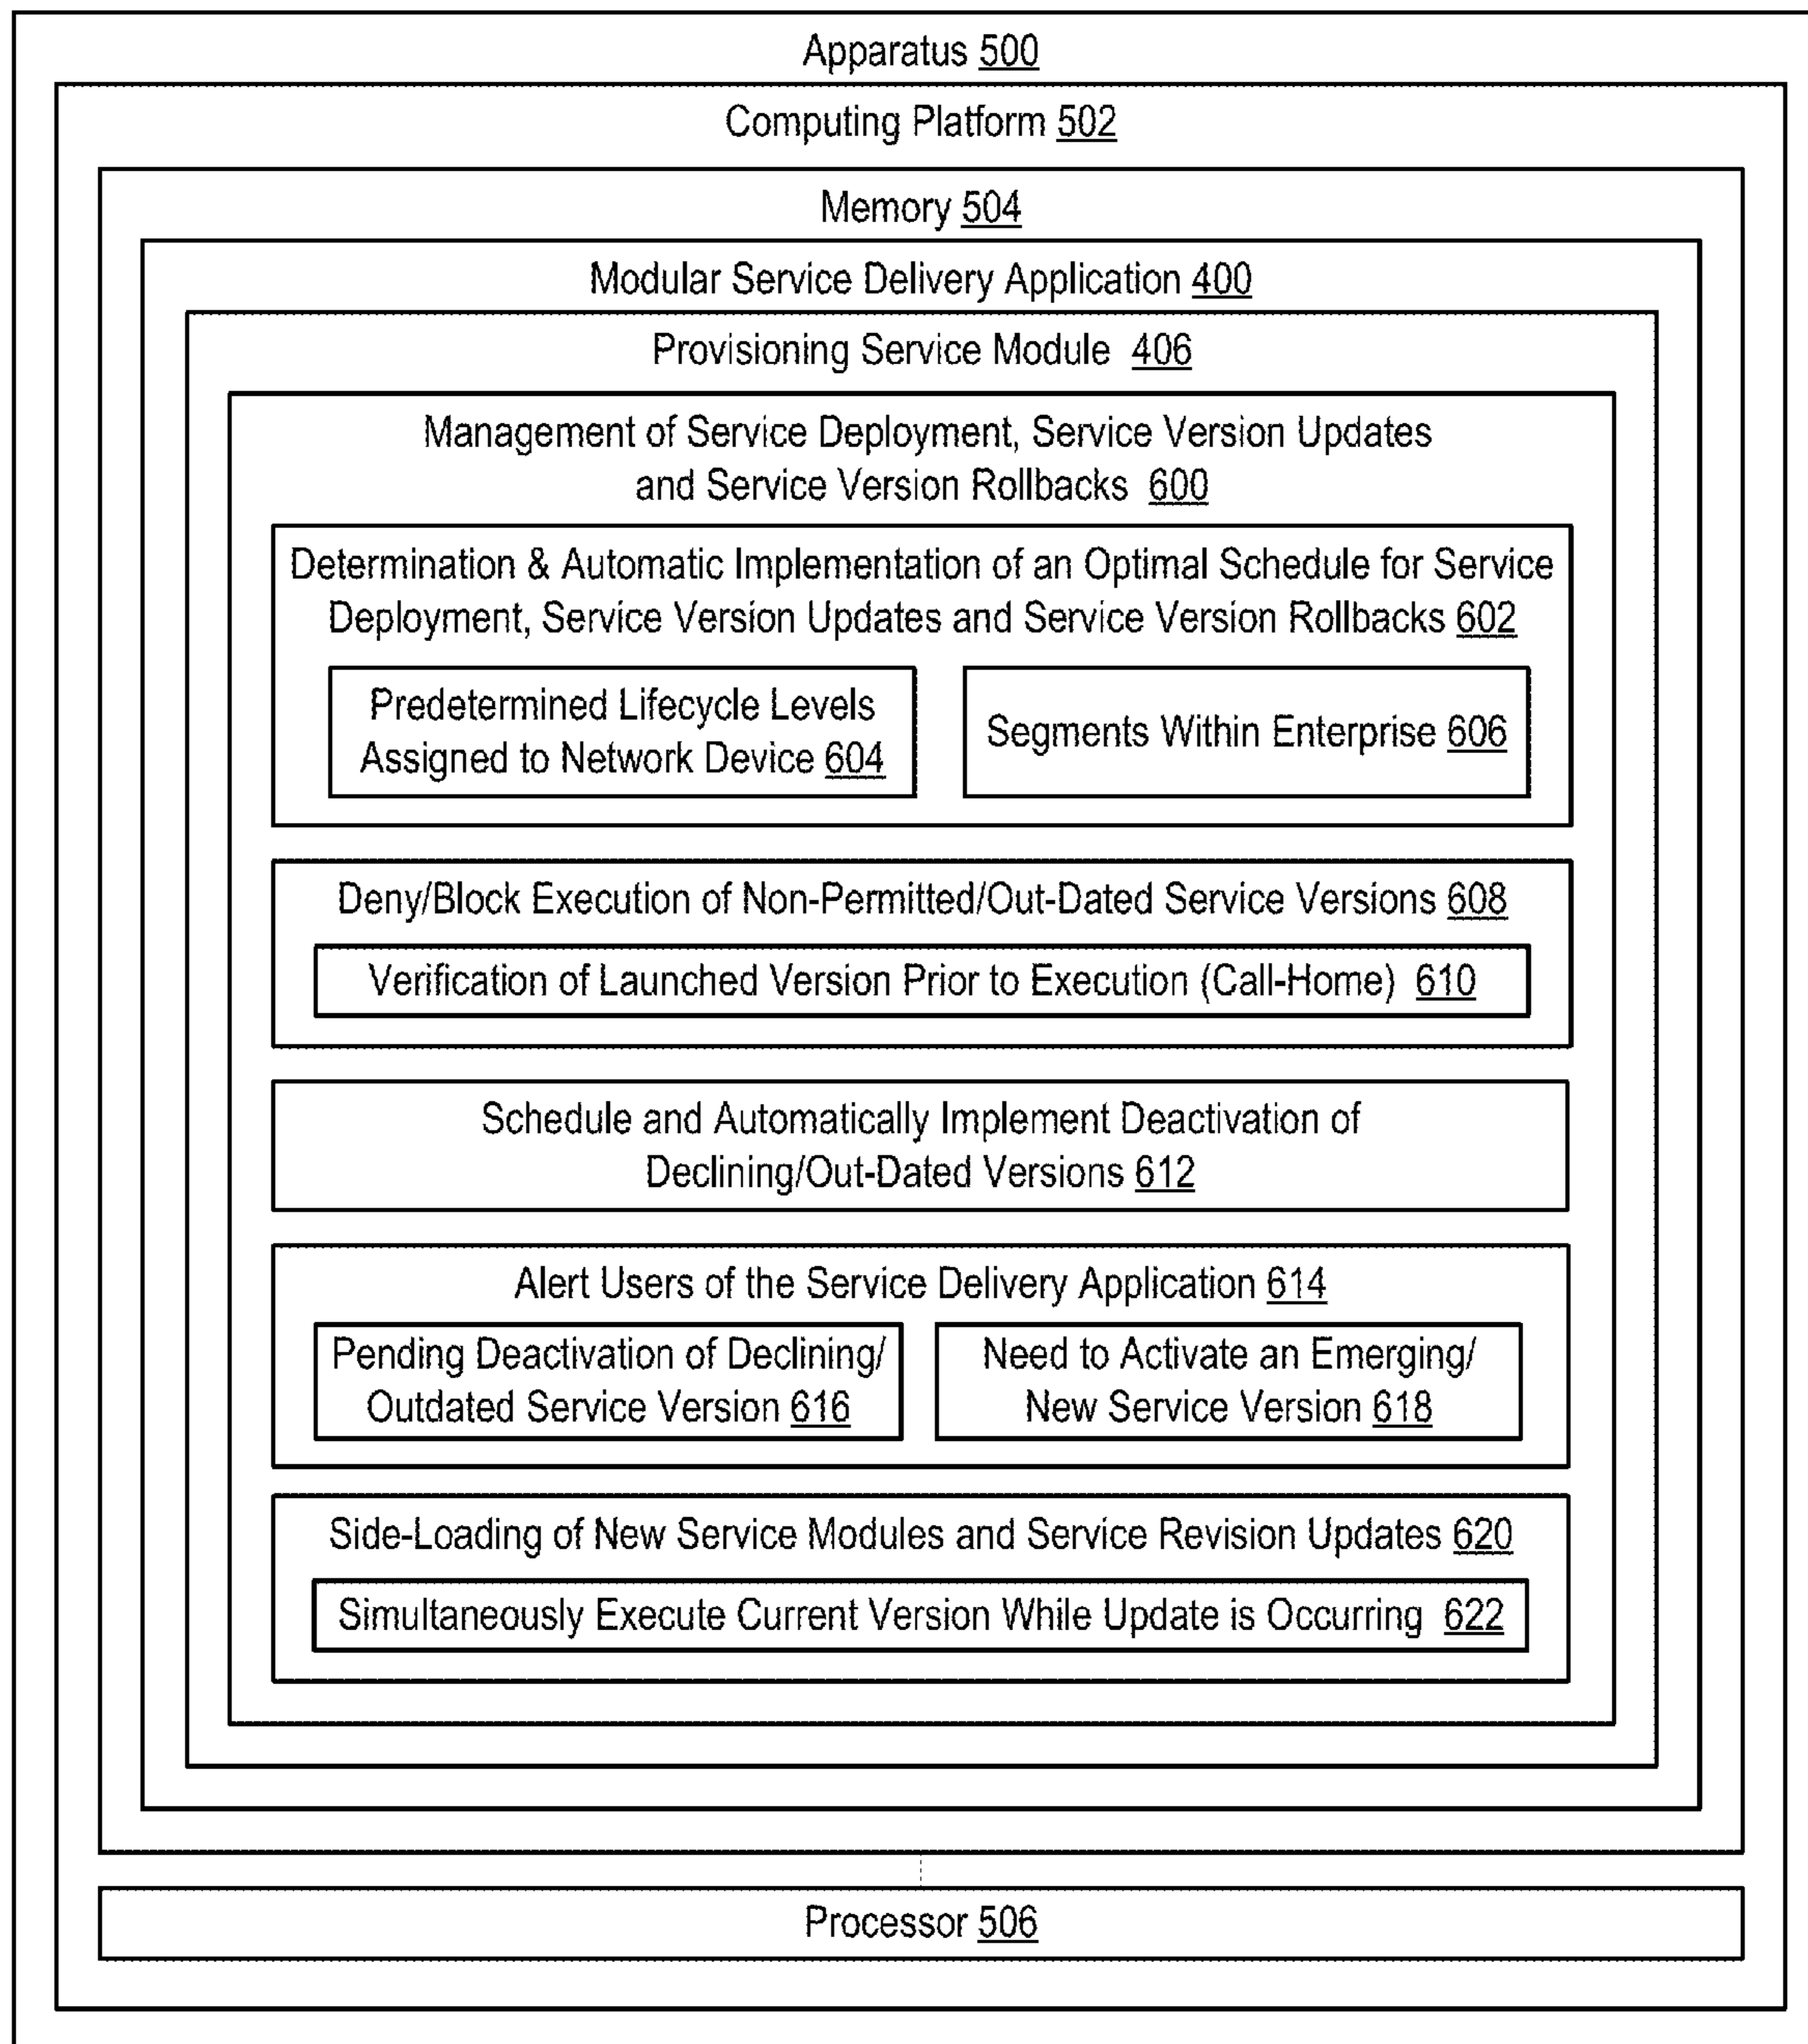 Apparatus 500
Computing Platform 502
Memory 504
Modular Service Delivery Application 400
Provisioning Service Module 406
Management of Service Deployment, Service Version Updates
and Service Version Rollbacks 600
Determination & Automatic Implementation of an Optimal Schedule for Service
Deployment, Service Version Updates and Service Version Rollbacks 602
Predetermined Lifecycle Levels
Assigned to Network Device 604
Segments Within Enterprise 606
Deny/Block Execution of Non-Permitted/Out-Dated Service Versions 608
Verification of Launched Version Prior to Execution (Call-Home) 610
Schedule and Automatically Implement Deactivation of
Declining/Out-Dated Versions 612
Alert Users of the Service Delivery Application 614
Pending Deactivation of Declining/
Outdated Service Version 616
Need to Activate an Emerging/
New Service Version 618
Side-Loading of New Service Modules and Service Revision Updates 620
Simultaneously Execute Current Version While Update is Occurring 622
Processor 506